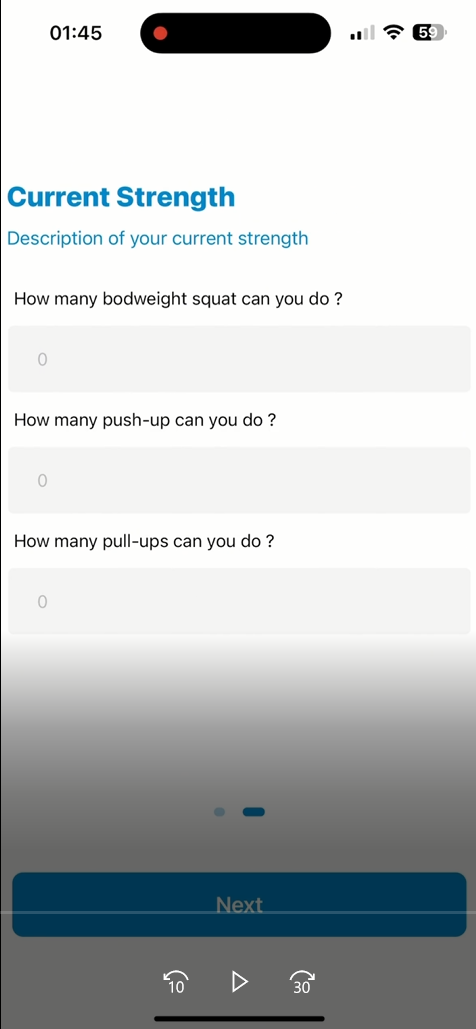 01:45
59
Current Strength
Description of your current strength
How many bodweight squat can you do ?
0
How many push-up can you do ?
0
How many pull-ups can you do ?
0
Next
10
30